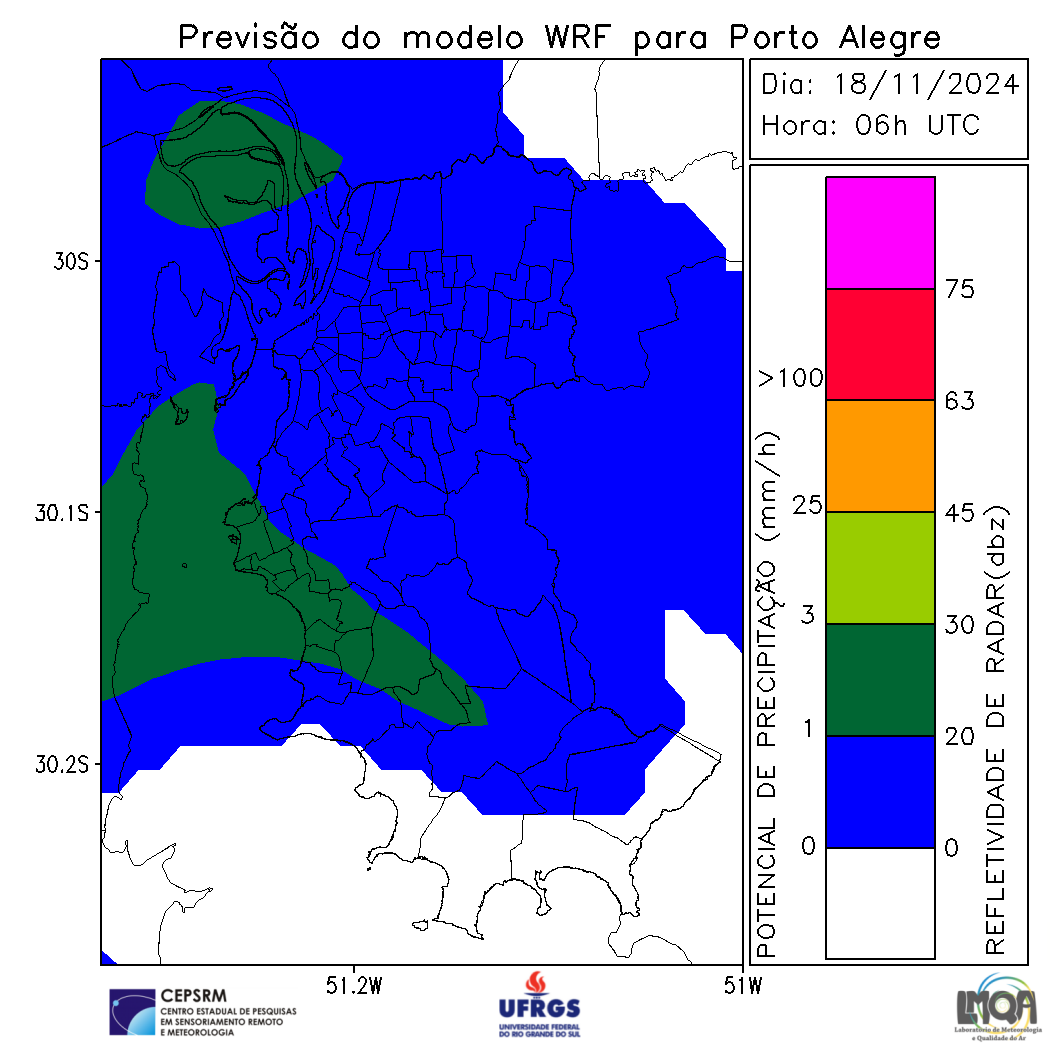 Previsão do modelo WRF para Porto Alegre
Dia: 18/11/2024
Hora: 06h UTC
30S
30.1S
30.2S
51.2W
51W
POTENCIAL DE PRECIPITAÇÃO (mm/h)
>100
25
3
1
0
75
63
45
30
20
0
REFLETIVIDADE DE RADAR(dbz)
CEPSRM
CENTRO ESTADUAL DE PESQUISAS
EM SENSORIAMENTO REMOTO
E METEOROLOGIA
UFRGS
UNIVERSIDADE FEDERAL
DO RIO GRANDE DO SUL
LMQA
Laboratório de Meteorologia
e Qualidade do Ar